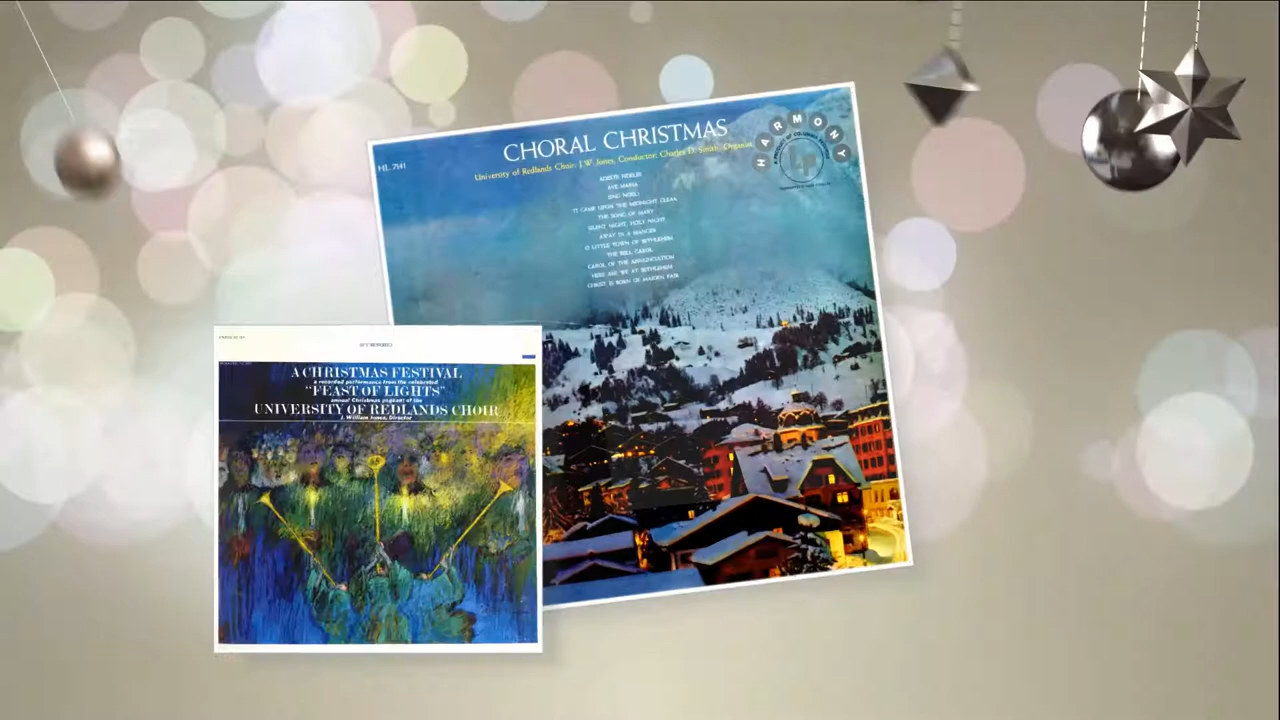 CHORAL CHRISTMAS
HL 7141
University of Redlands Choir; J.W. Jones, Conductor; Charles D. Smith, Organist
HARMONY
LP
ADESTE FIDELES
AVE MARIA
SING NOËL!
IT CAME UPON THE MIDNIGHT CLEAR
THE SONG OF MARY
SILENT NIGHT, HOLY NIGHT
AWAY IN A MANGER
O LITTLE TOWN OF BETHLEHEM
THE BELL CAROL
CAROL OF THE ANNUNCIATION
HERE ARE WE AT BETHLEHEM
CHRIST IS BORN OF MAIDEN FAIR
A CHRISTMAS FESTIVAL
a recorded performance from the celebrated
"FEAST OF LIGHTS"
annual Christmas pageant of the
UNIVERSITY OF REDLANDS CHOIR
J. William Jones, Director